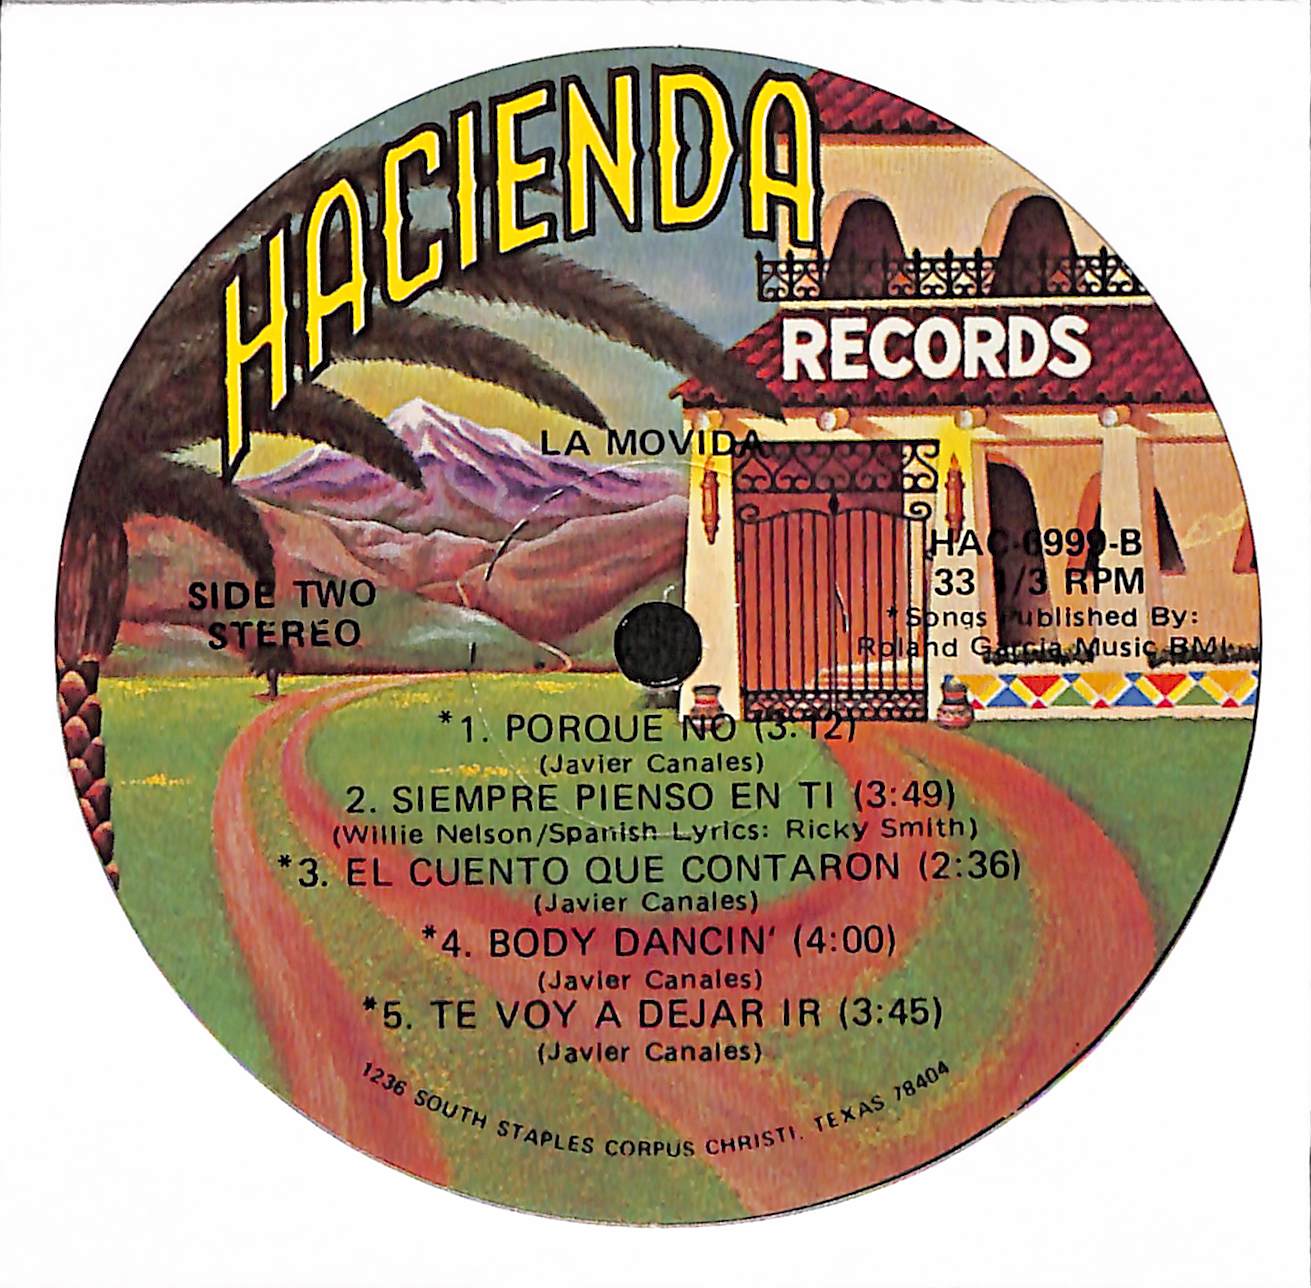 HACIENDA
RECORDS
LA MOVIDA
HAC-6999-B
33 1/3 RPM
*Songs Published By:
Roland Garcia Music BMI
SIDE TWO
STEREO
*1. PORQUE NO (3:12)
(Javier Canales)
2. SIEMPRE PIENSO EN TI (3:49)
(Willie Nelson/Spanish Lyrics: Ricky Smith)
*3. EL CUENTO QUE CONTARON (2:36)
(Javier Canales)
*4. BODY DANCIN' (4:00)
(Javier Canales)
*5. TE VOY A DEJAR IR (3:45)
(Javier Canales)
1236 SOUTH STAPLES CORPUS CHRISTI, TEXAS 78404